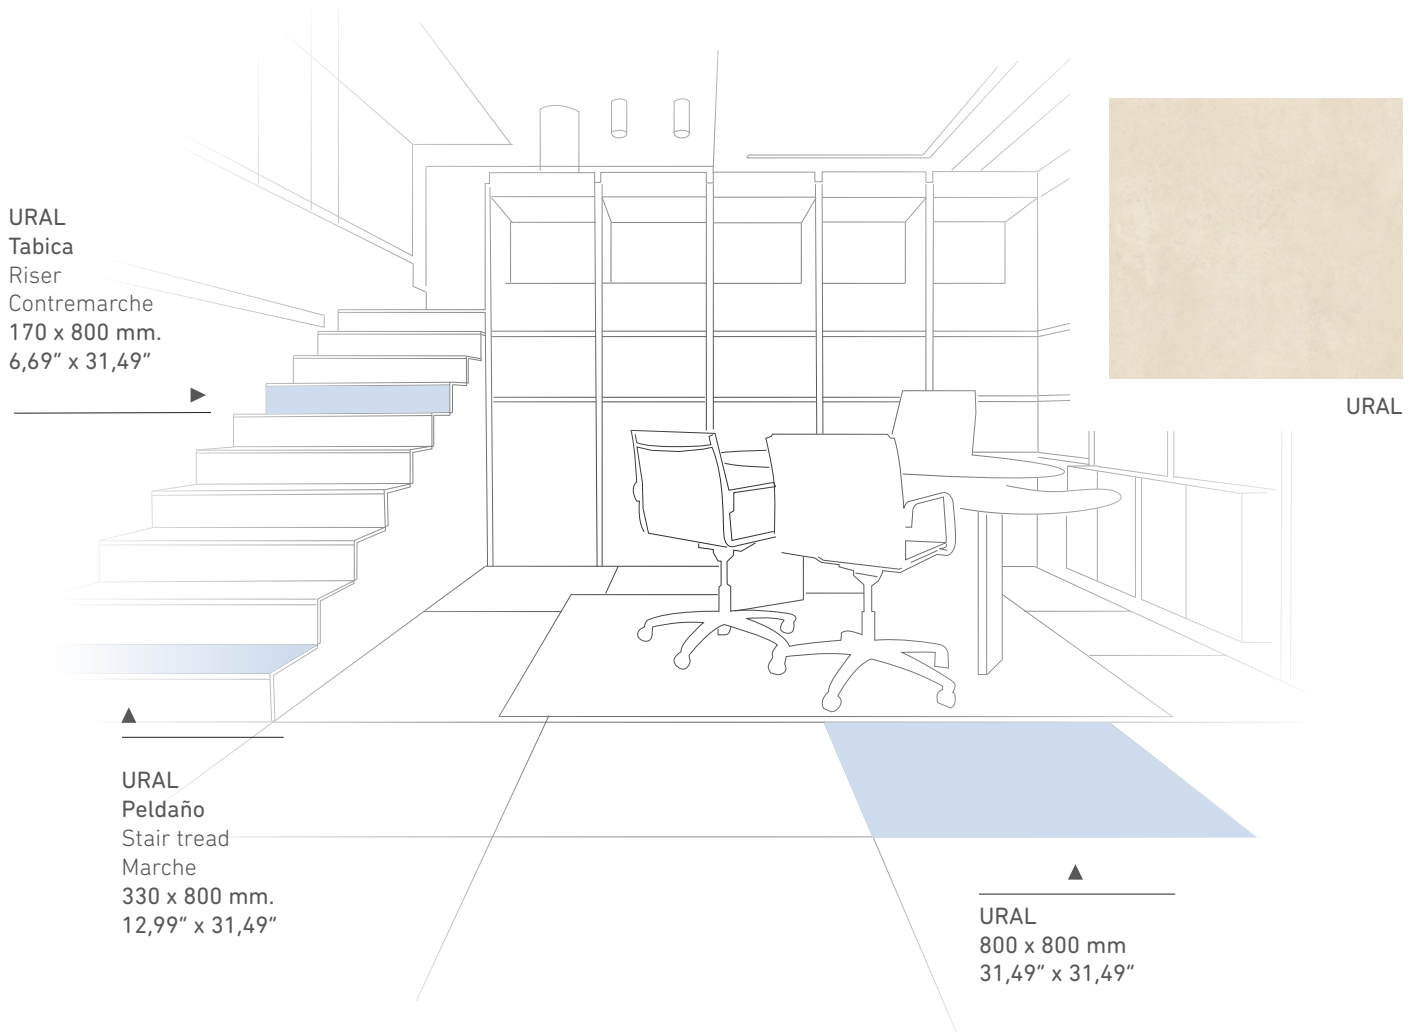 URAL
Tabica
Riser
Contremarche
170 x 800 mm.
6,69” x 31,49”
URAL
URAL
Peldaño
Stair tread
Marche
330 x 800 mm.
12,99” x 31,49”
URAL
800 x 800 mm
31,49” x 31,49”